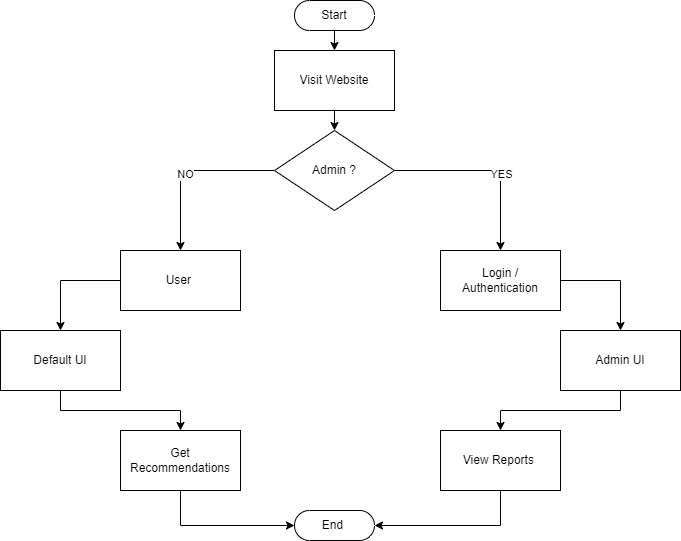 Start
Visit Website
Admin ?
NO
YES
User
Login /
Authentication
Default UI
Admin UI
Get
Recommendations
View Reports
End